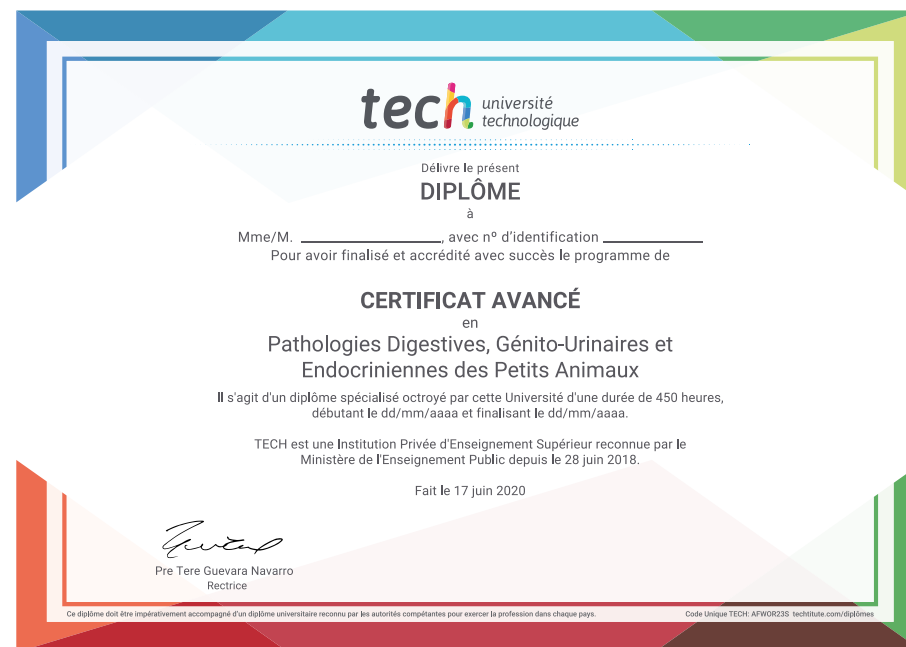 tech université
technologique
Délivre le présent
DIPLÔME
à
Mme/M. ____________________, avec nº d'identification ______________
Pour avoir finalisé et accrédité avec succès le programme de
CERTIFICAT AVANCÉ
en
Pathologies Digestives, Génito-Urinaires et
Endocriniennes des Petits Animaux
Il s'agit d'un diplôme spécialisé octroyé par cette Université d'une durée de 450 heures,
débutant le dd/mm/aaaa et finalisant le dd/mm/aaaa.
TECH est une Institution Privée d'Enseignement Supérieur reconnue par le
Ministère de l'Enseignement Public depuis le 28 juin 2018.
Fait le 17 juin 2020
Pre Tere Guevara Navarro
Rectrice
Ce diplôme doit être impérativement accompagné d'un diplôme universitaire reconnu par les autorités compétantes pour exercer la profession dans chaque pays.
Code Unique TECH: AFWOR23S techtitute.com/diplômes